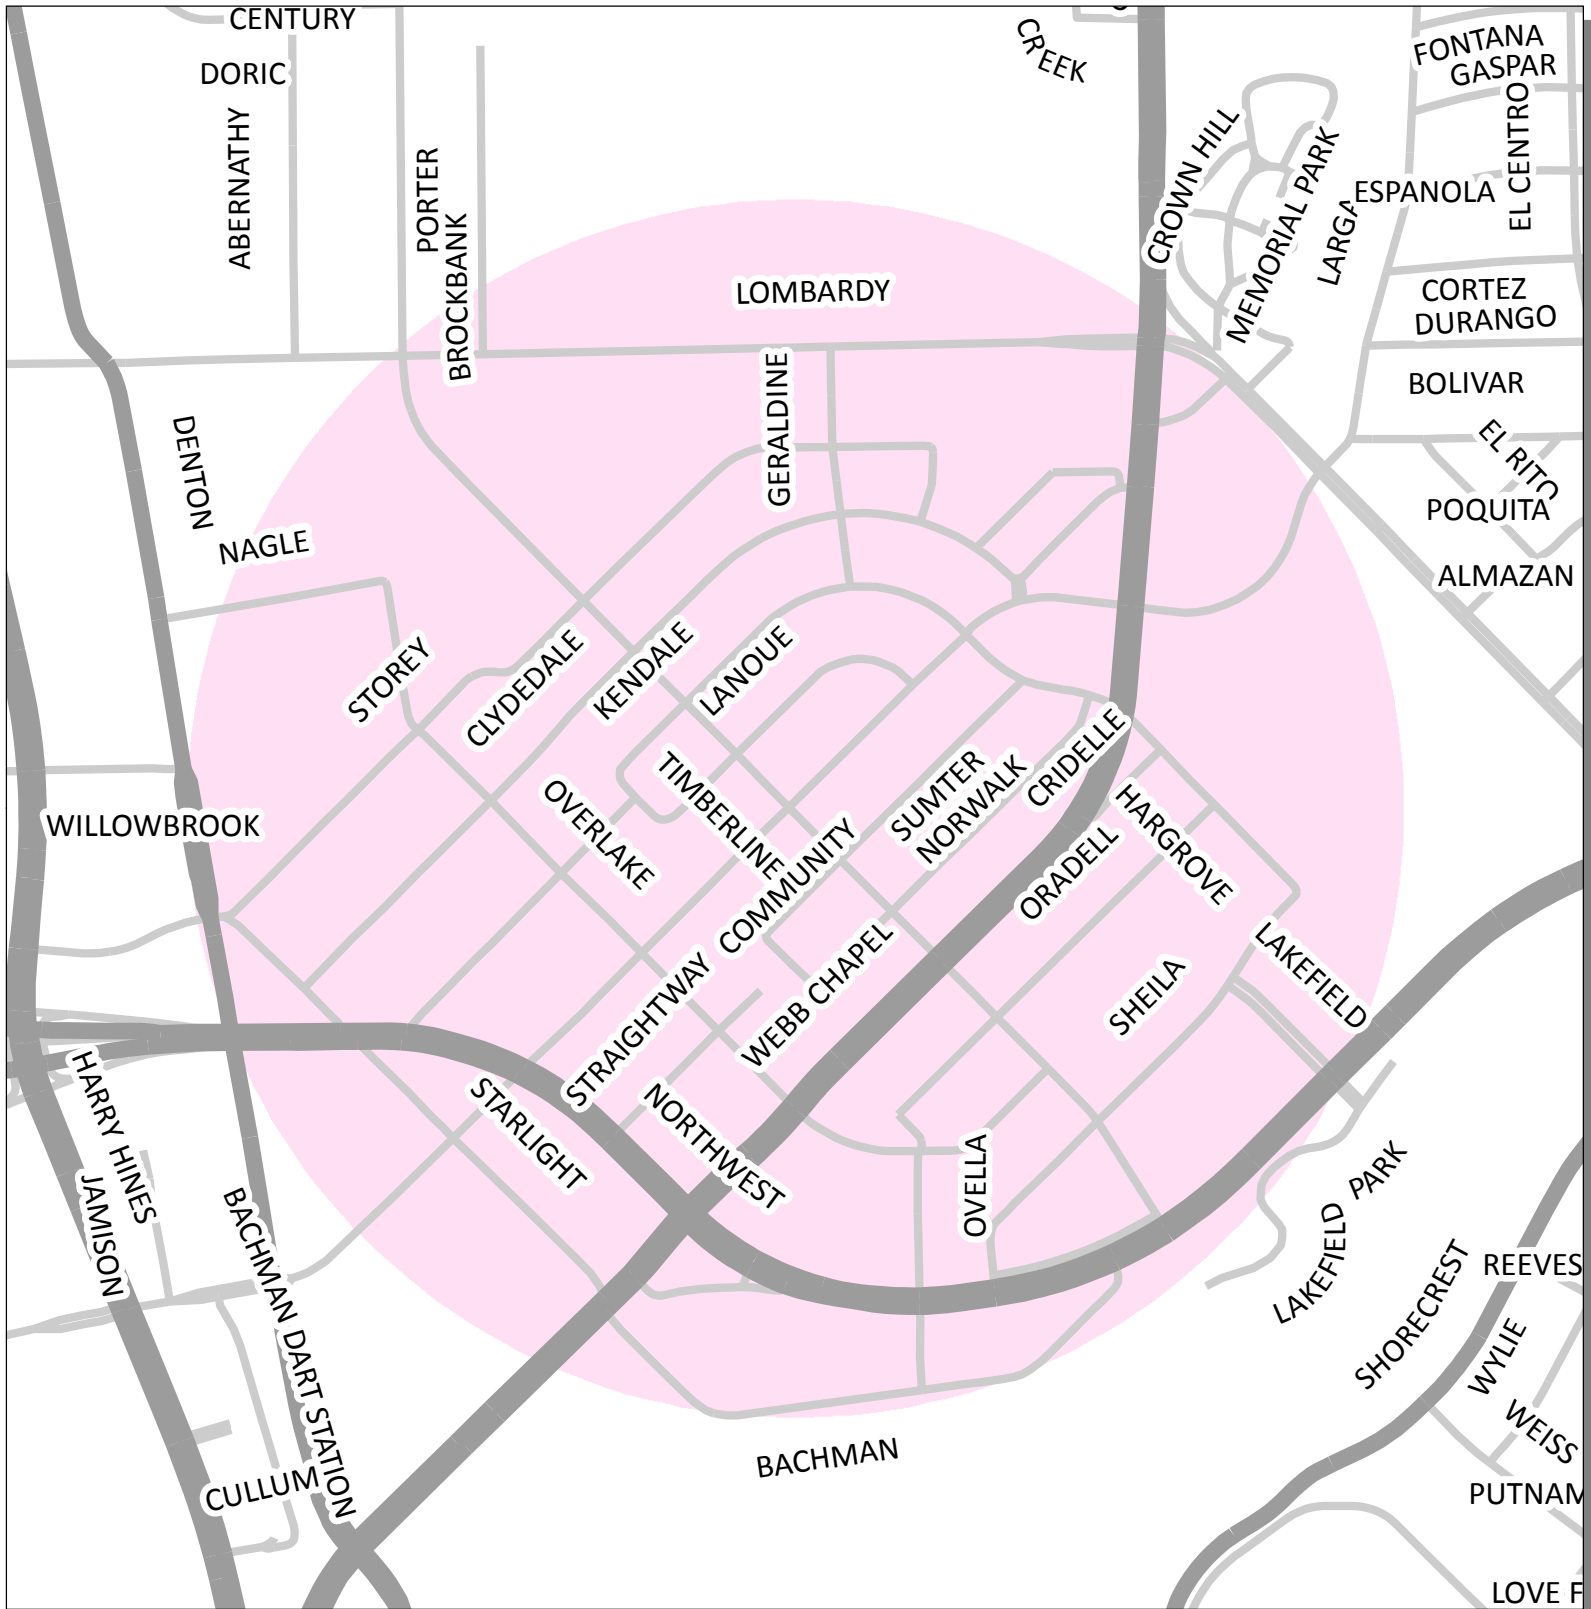 CENTURY
CREEK
FONTANA
GASPAR
DORIC
ABERNATHY
PORTER
BROCKBANK
CROWN HILL
MEMORIAL PARK
LARGA
ESPANOLA
EL CENTRO
LOMBARDY
CORTEZ
DURANGO
GERALDINE
BOLIVAR
DENTON
EL RITO
POQUITA
NAGLE
ALMAZAN
STOREY
CLYDEDALE
KENDALE
LANOUE
WILLOWBROOK
OVERLAKE
TIMBERLINE
COMMUNITY
SUMTER
NORWALK
CRIDELLE
ORADELL
HARGROVE
LAKEFIELD
STRAIGHTWAY
WEBB CHAPEL
SHEILA
HARRY HINES
JAMISON
STARLIGHT
NORTHWEST
OVELLA
BACHMAN DART STATION
LAKEFIELD PARK
SHORECREST
REEVES
WYLIE
WEISS
CULLUM
BACHMAN
PUTNAM
LOVE F